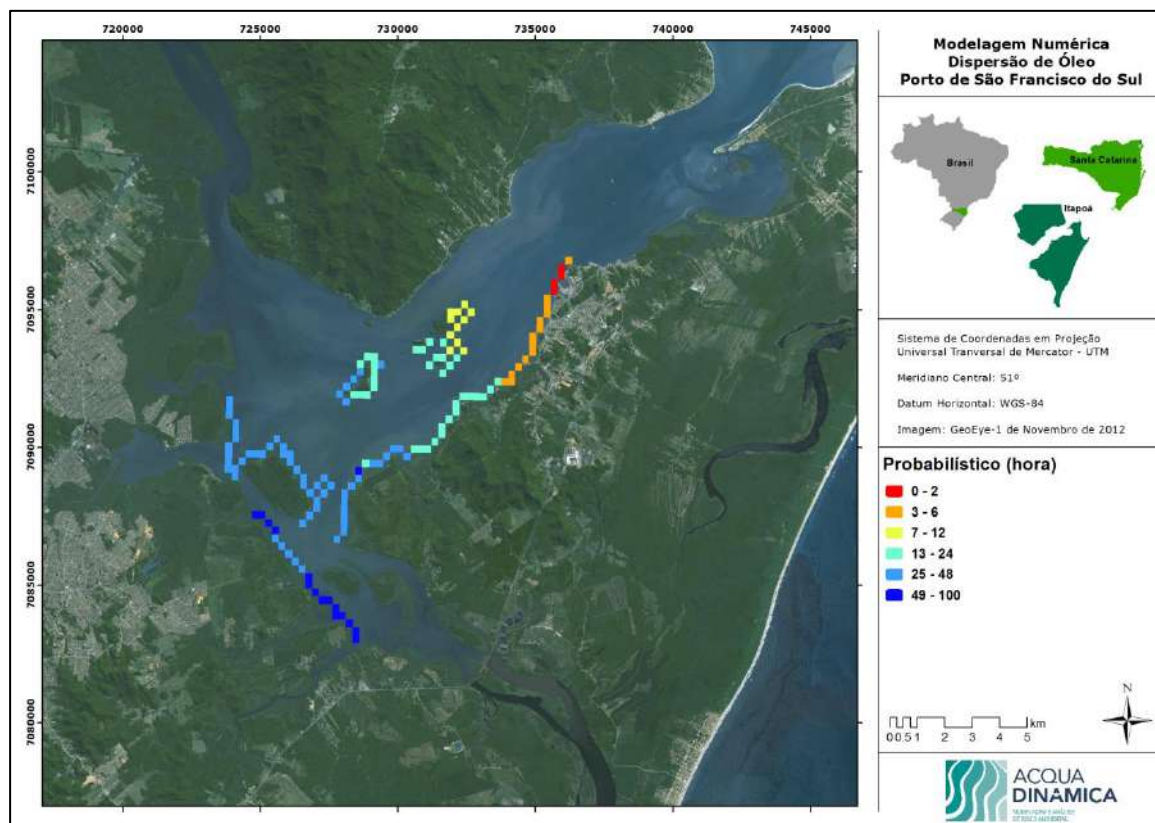 720000
725000
730000
735000
740000
745000
7100000
7095000
7090000
7085000
7080000
Modelagem Numérica
Dispersão de Óleo
Porto de São Francisco do Sul
Brasil
Santa Catarina
Itapoá
Sistema de Coordenadas em Projeção
Universal Tranversal de Mercator - UTM
Meridiano Central: 51º
Datum Horizontal: WGS-84
Imagem: GeoEye-1 de Novembro de 2012
Probabilístico (hora)
0 - 2
3 - 6
7 - 12
13 - 24
25 - 48
49 - 100
N
km
0 0.5 1 2 3 4 5
ACQUA
DINÂMICA